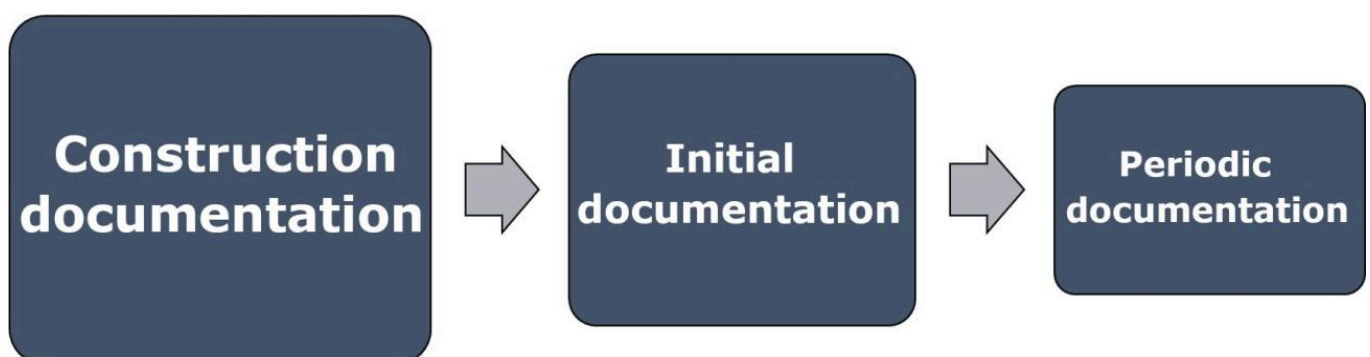 Construction
documentation
Initial
documentation
Periodic
documentation